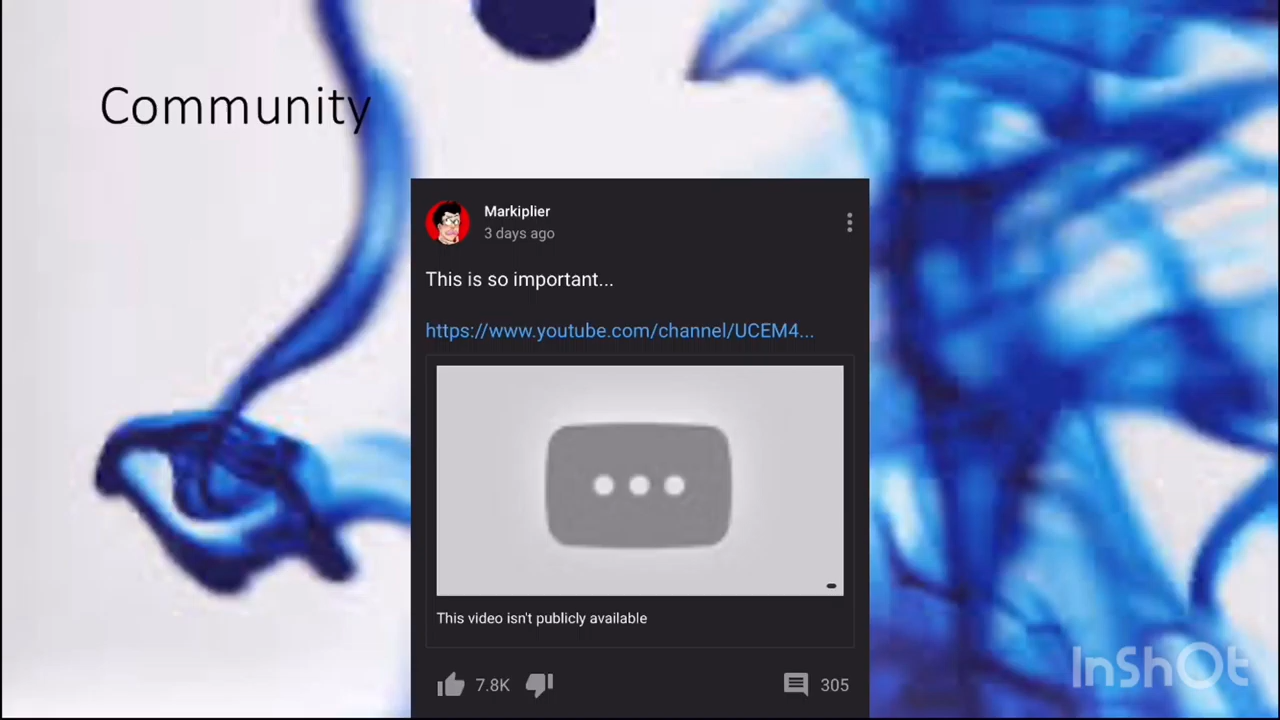 Community
Markiplier
3 days ago
This is so important...
https://www.youtube.com/channel/UCEM4...
This video isn't publicly available
7.8K
305
InShOt